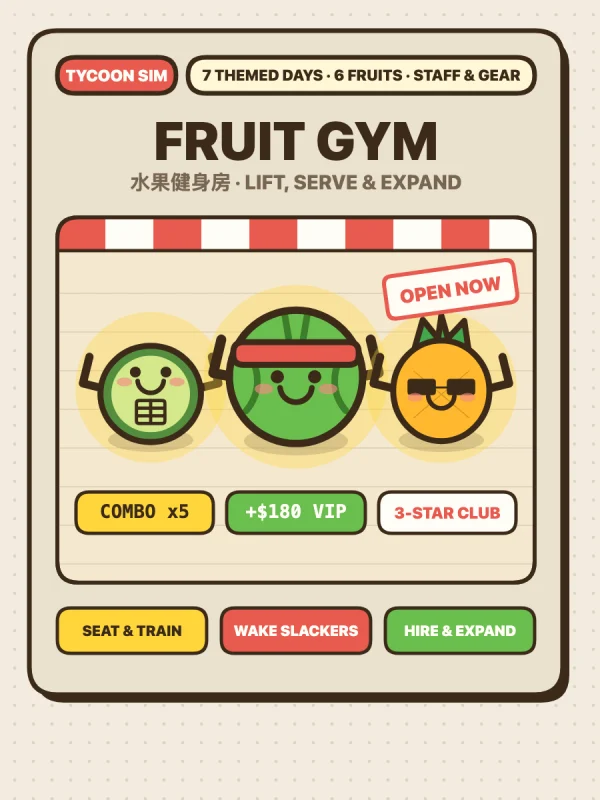 TYCOON SIM
7 THEMED DAYS · 6 FRUITS · STAFF & GEAR
FRUIT GYM
水果健身房 · LIFT, SERVE & EXPAND
OPEN NOW
COMBO x5
+$180 VIP
3-STAR CLUB
SEAT & TRAIN
WAKE SLACKERS
HIRE & EXPAND